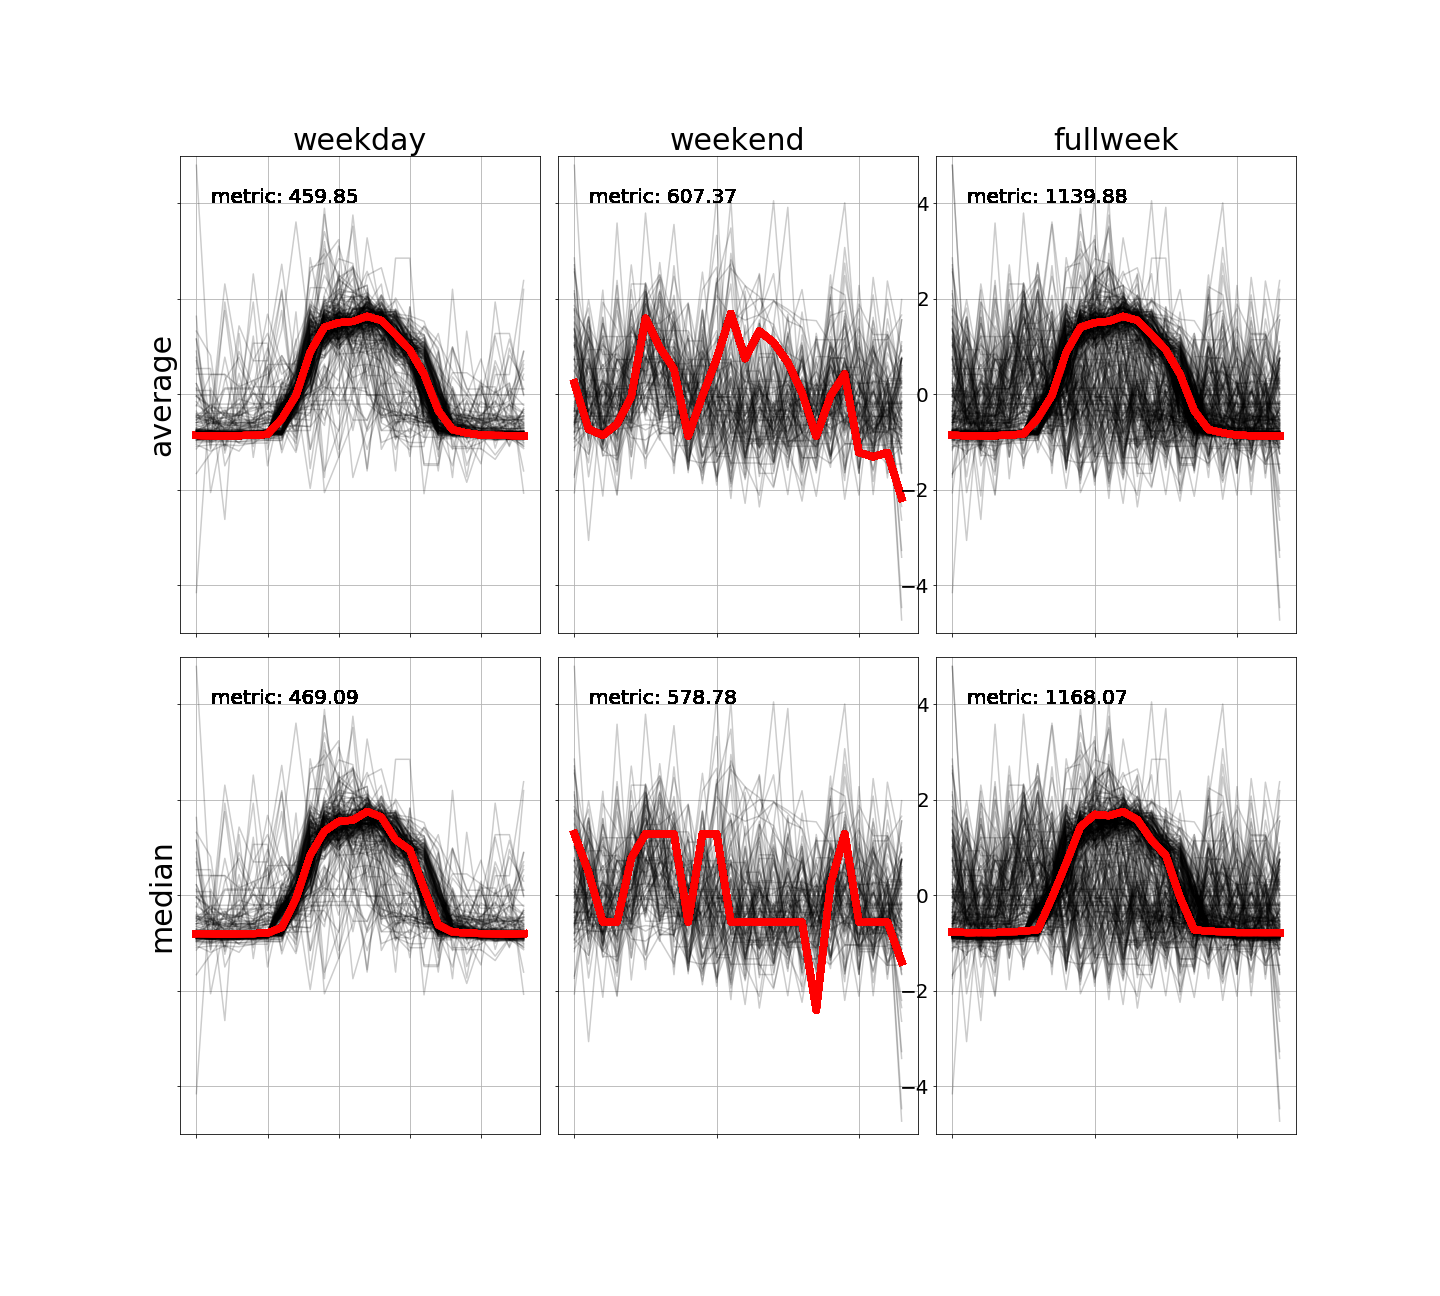 weekday weekend fullweek
metric: 459.85 metric: 607.37 metric: 1139.88
4
2
0
−2
−4
average
metric: 469.09 metric: 578.78 metric: 1168.07
4
2
0
−2
−4
median